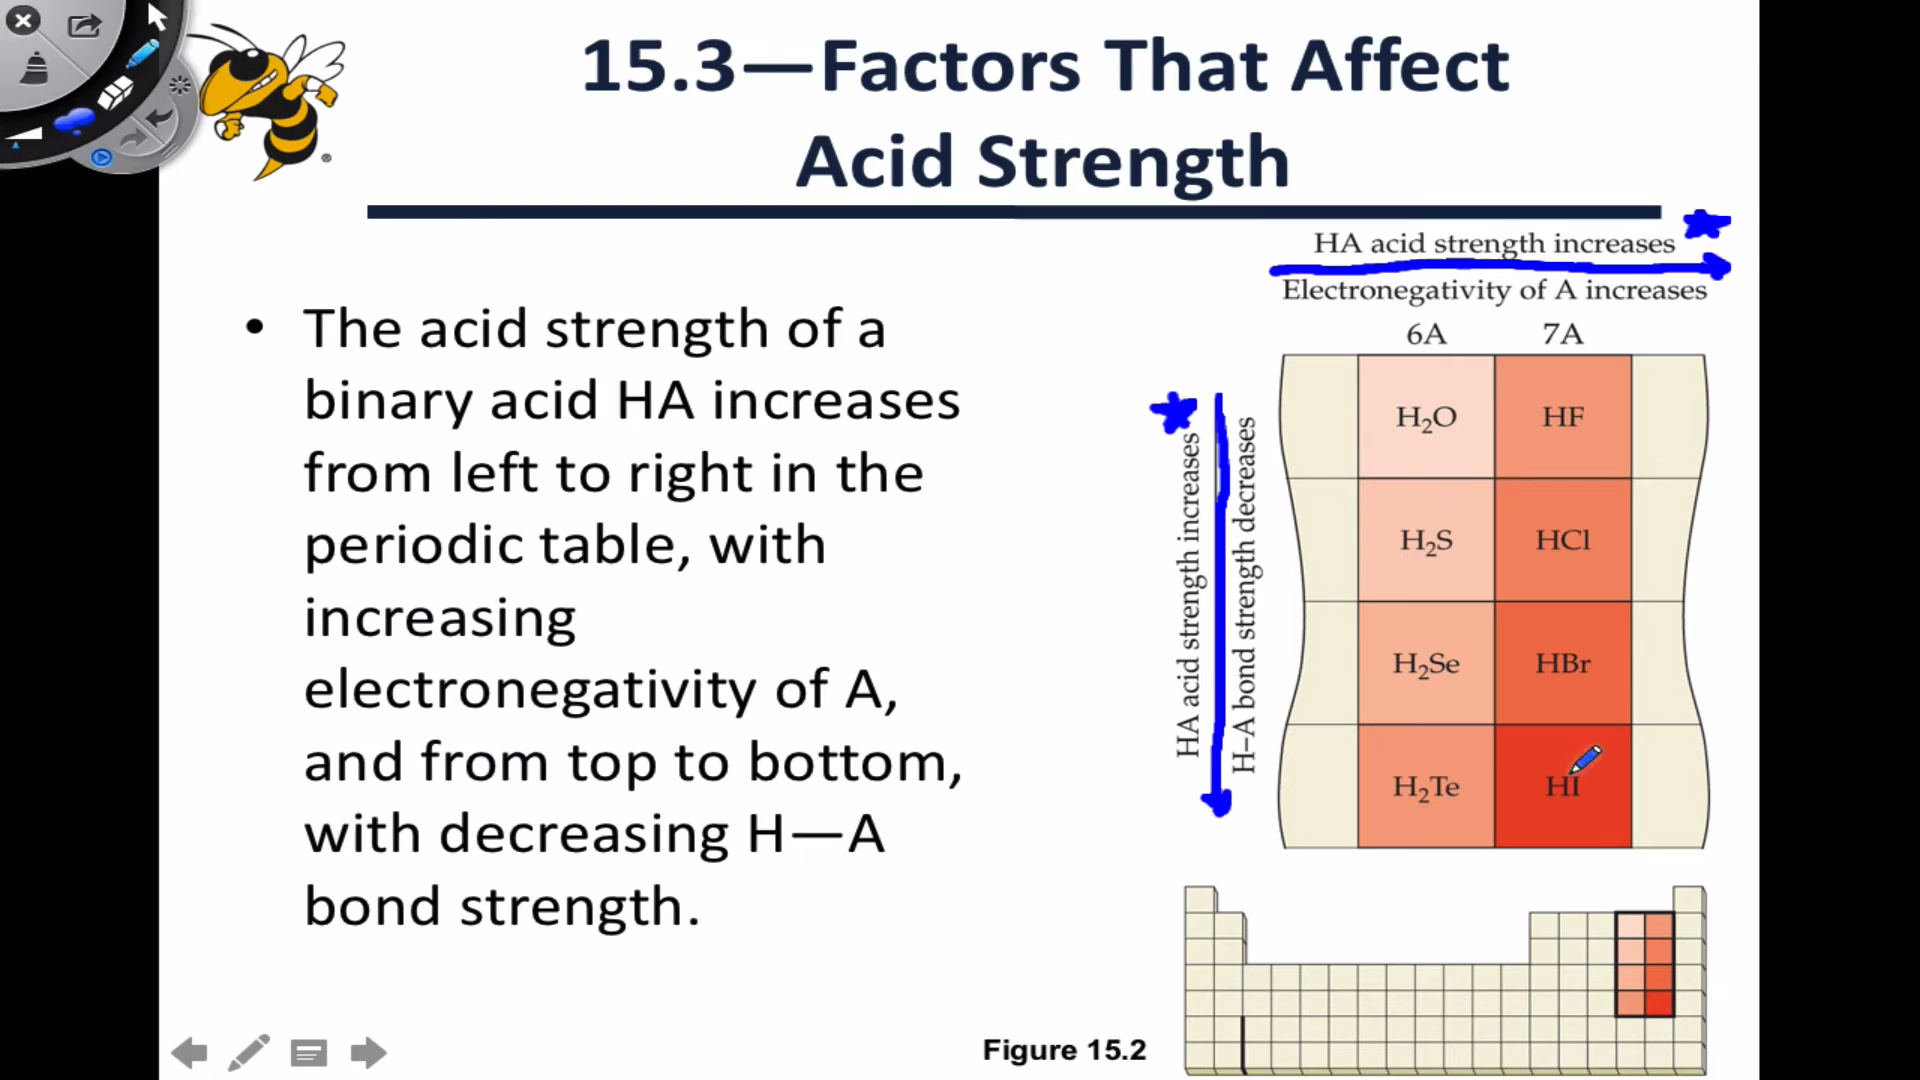 15.3—Factors That Affect
Acid Strength
• The acid strength of a
binary acid HA increases
from left to right in the
periodic table, with
increasing
electronegativity of A,
and from top to bottom,
with decreasing H—A
bond strength.
HA acid strength increases
Electronegativity of A increases
6A 7A
HA acid strength increases
H–A bond strength decreases
H₂O HF
H₂S HCl
H₂Se HBr
H₂Te HI
Figure 15.2
®